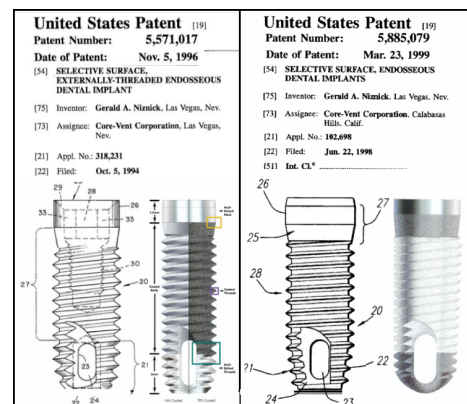 United States Patent [19]
Patent Number: 5,571,017
Date of Patent: Nov. 5, 1996
[54] SELECTIVE SURFACE,
EXTERNALLY-THREADED ENDOSSEOUS
DENTAL IMPLANT
[75] Inventor: Gerald A. Niznick, Las Vegas, Nev.
[73] Assignee: Core-Vent Corporation, Las Vegas,
Nev.
[21] Appl. No.: 318,231
[22] Filed: Oct. 5, 1994
29
28
26
33
33
30
27
20
23
21
24
HA Coated
TPS Coated
United States Patent [19]
Patent Number: 5,885,079
Date of Patent: Mar. 23, 1999
[54] SELECTIVE SURFACE, ENDOSSEOUS
DENTAL IMPLANTS
[75] Inventor: Gerald A. Niznick, Las Vegas, Nev.
[73] Assignee: Core-Vent Corporation, Calabasas
Hills, Calif.
[21] Appl. No.: 102,698
[22] Filed: Jun. 22, 1998
[51] Int. Cl.6
26
27
25
28
20
21
22
24
23